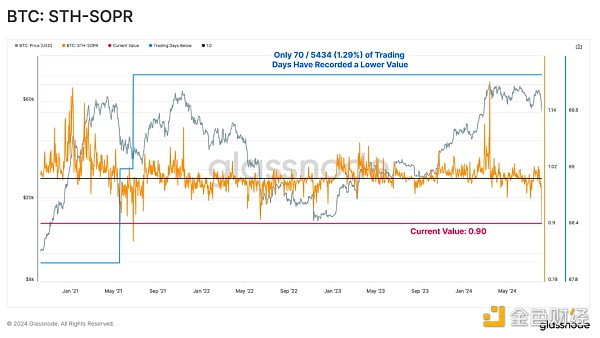 BTC: STH-SOPR
BTC: Price [USD]
BTC: STH-SOPR
Current Value
Trading Days Below
1.0
Only 70 / 5434 (1.29%) of Trading
Days Have Recorded a Lower Value
$60k
$20k
$8k
1.14
1.02
0.9
0.78
69.6
69
68.4
67.8
glassnode
Current Value: 0.90
Jan '21
May '21
Sep '21
Jan '22
May '22
Sep '22
Jan '23
May '23
Sep '23
Jan '24
May '24
© 2024 Glassnode. All Rights Reserved.
glassnode
金色财经